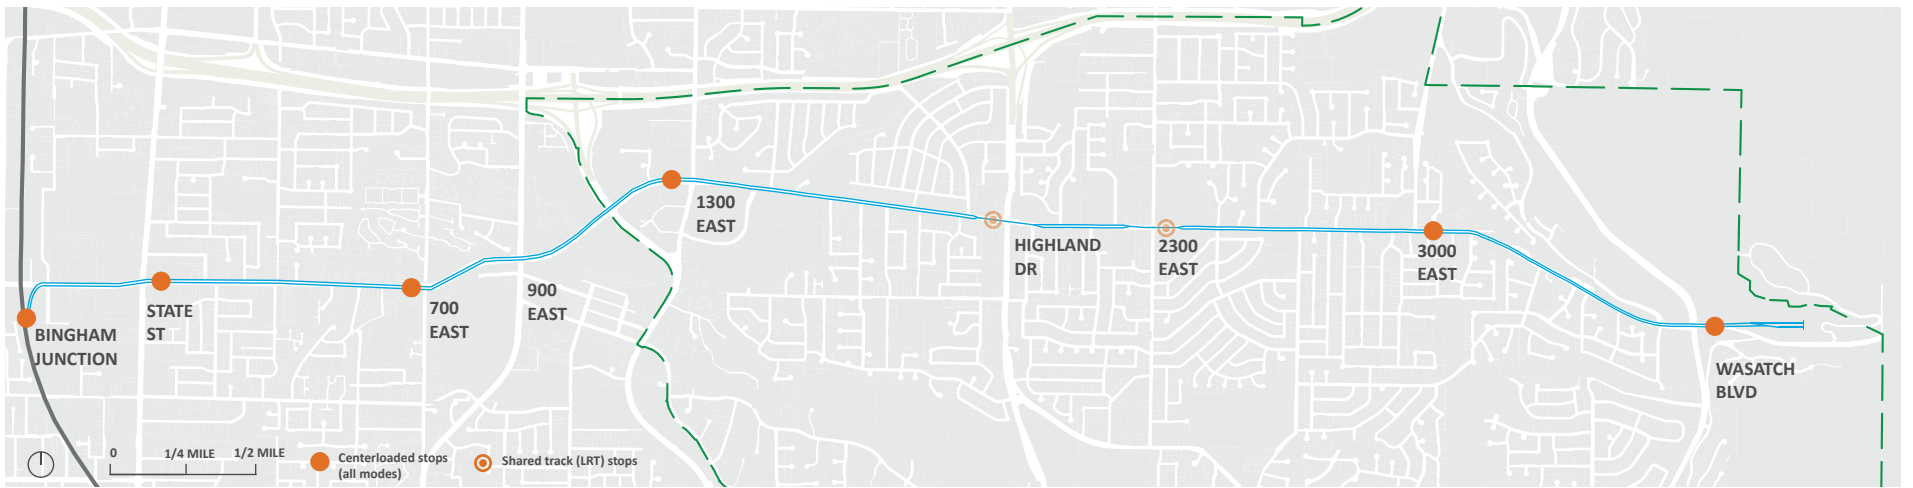 1300
EAST
HIGHLAND
DR
2300
EAST
3000
EAST
BINGHAM
JUNCTION
STATE
ST
700
EAST
900
EAST
WASATCH
BLVD
0
1/4 MILE
1/2 MILE
Centerloaded stops
(all modes)
Shared track (LRT) stops